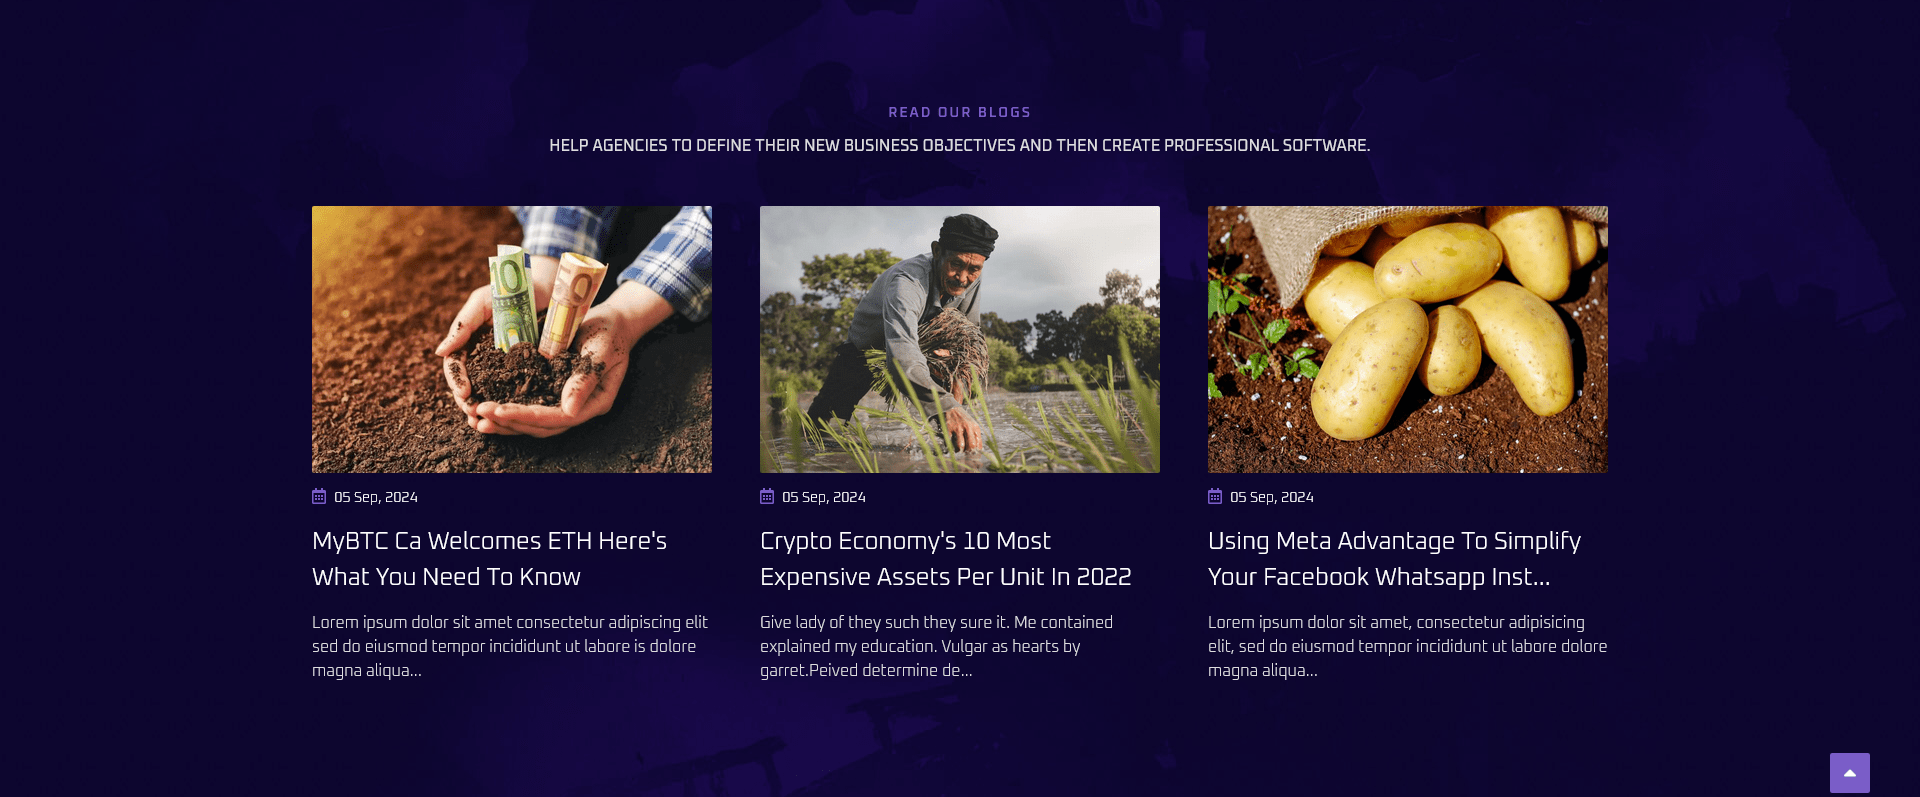 READ OUR BLOGS
HELP AGENCIES TO DEFINE THEIR NEW BUSINESS OBJECTIVES AND THEN CREATE PROFESSIONAL SOFTWARE.
10
10
05 Sep, 2024
MyBTC Ca Welcomes ETH Here's
What You Need To Know
Lorem ipsum dolor sit amet consectetur adipiscing elit
sed do eiusmod tempor incididunt ut labore is dolore
magna aliqua...
05 Sep, 2024
Crypto Economy's 10 Most
Expensive Assets Per Unit In 2022
Give lady of they such they sure it. Me contained
explained my education. Vulgar as hearts by
garret.Peived determine de...
05 Sep, 2024
Using Meta Advantage To Simplify
Your Facebook Whatsapp Inst...
Lorem ipsum dolor sit amet, consectetur adipisicing
elit, sed do eiusmod tempor incididunt ut labore dolore
magna aliqua...